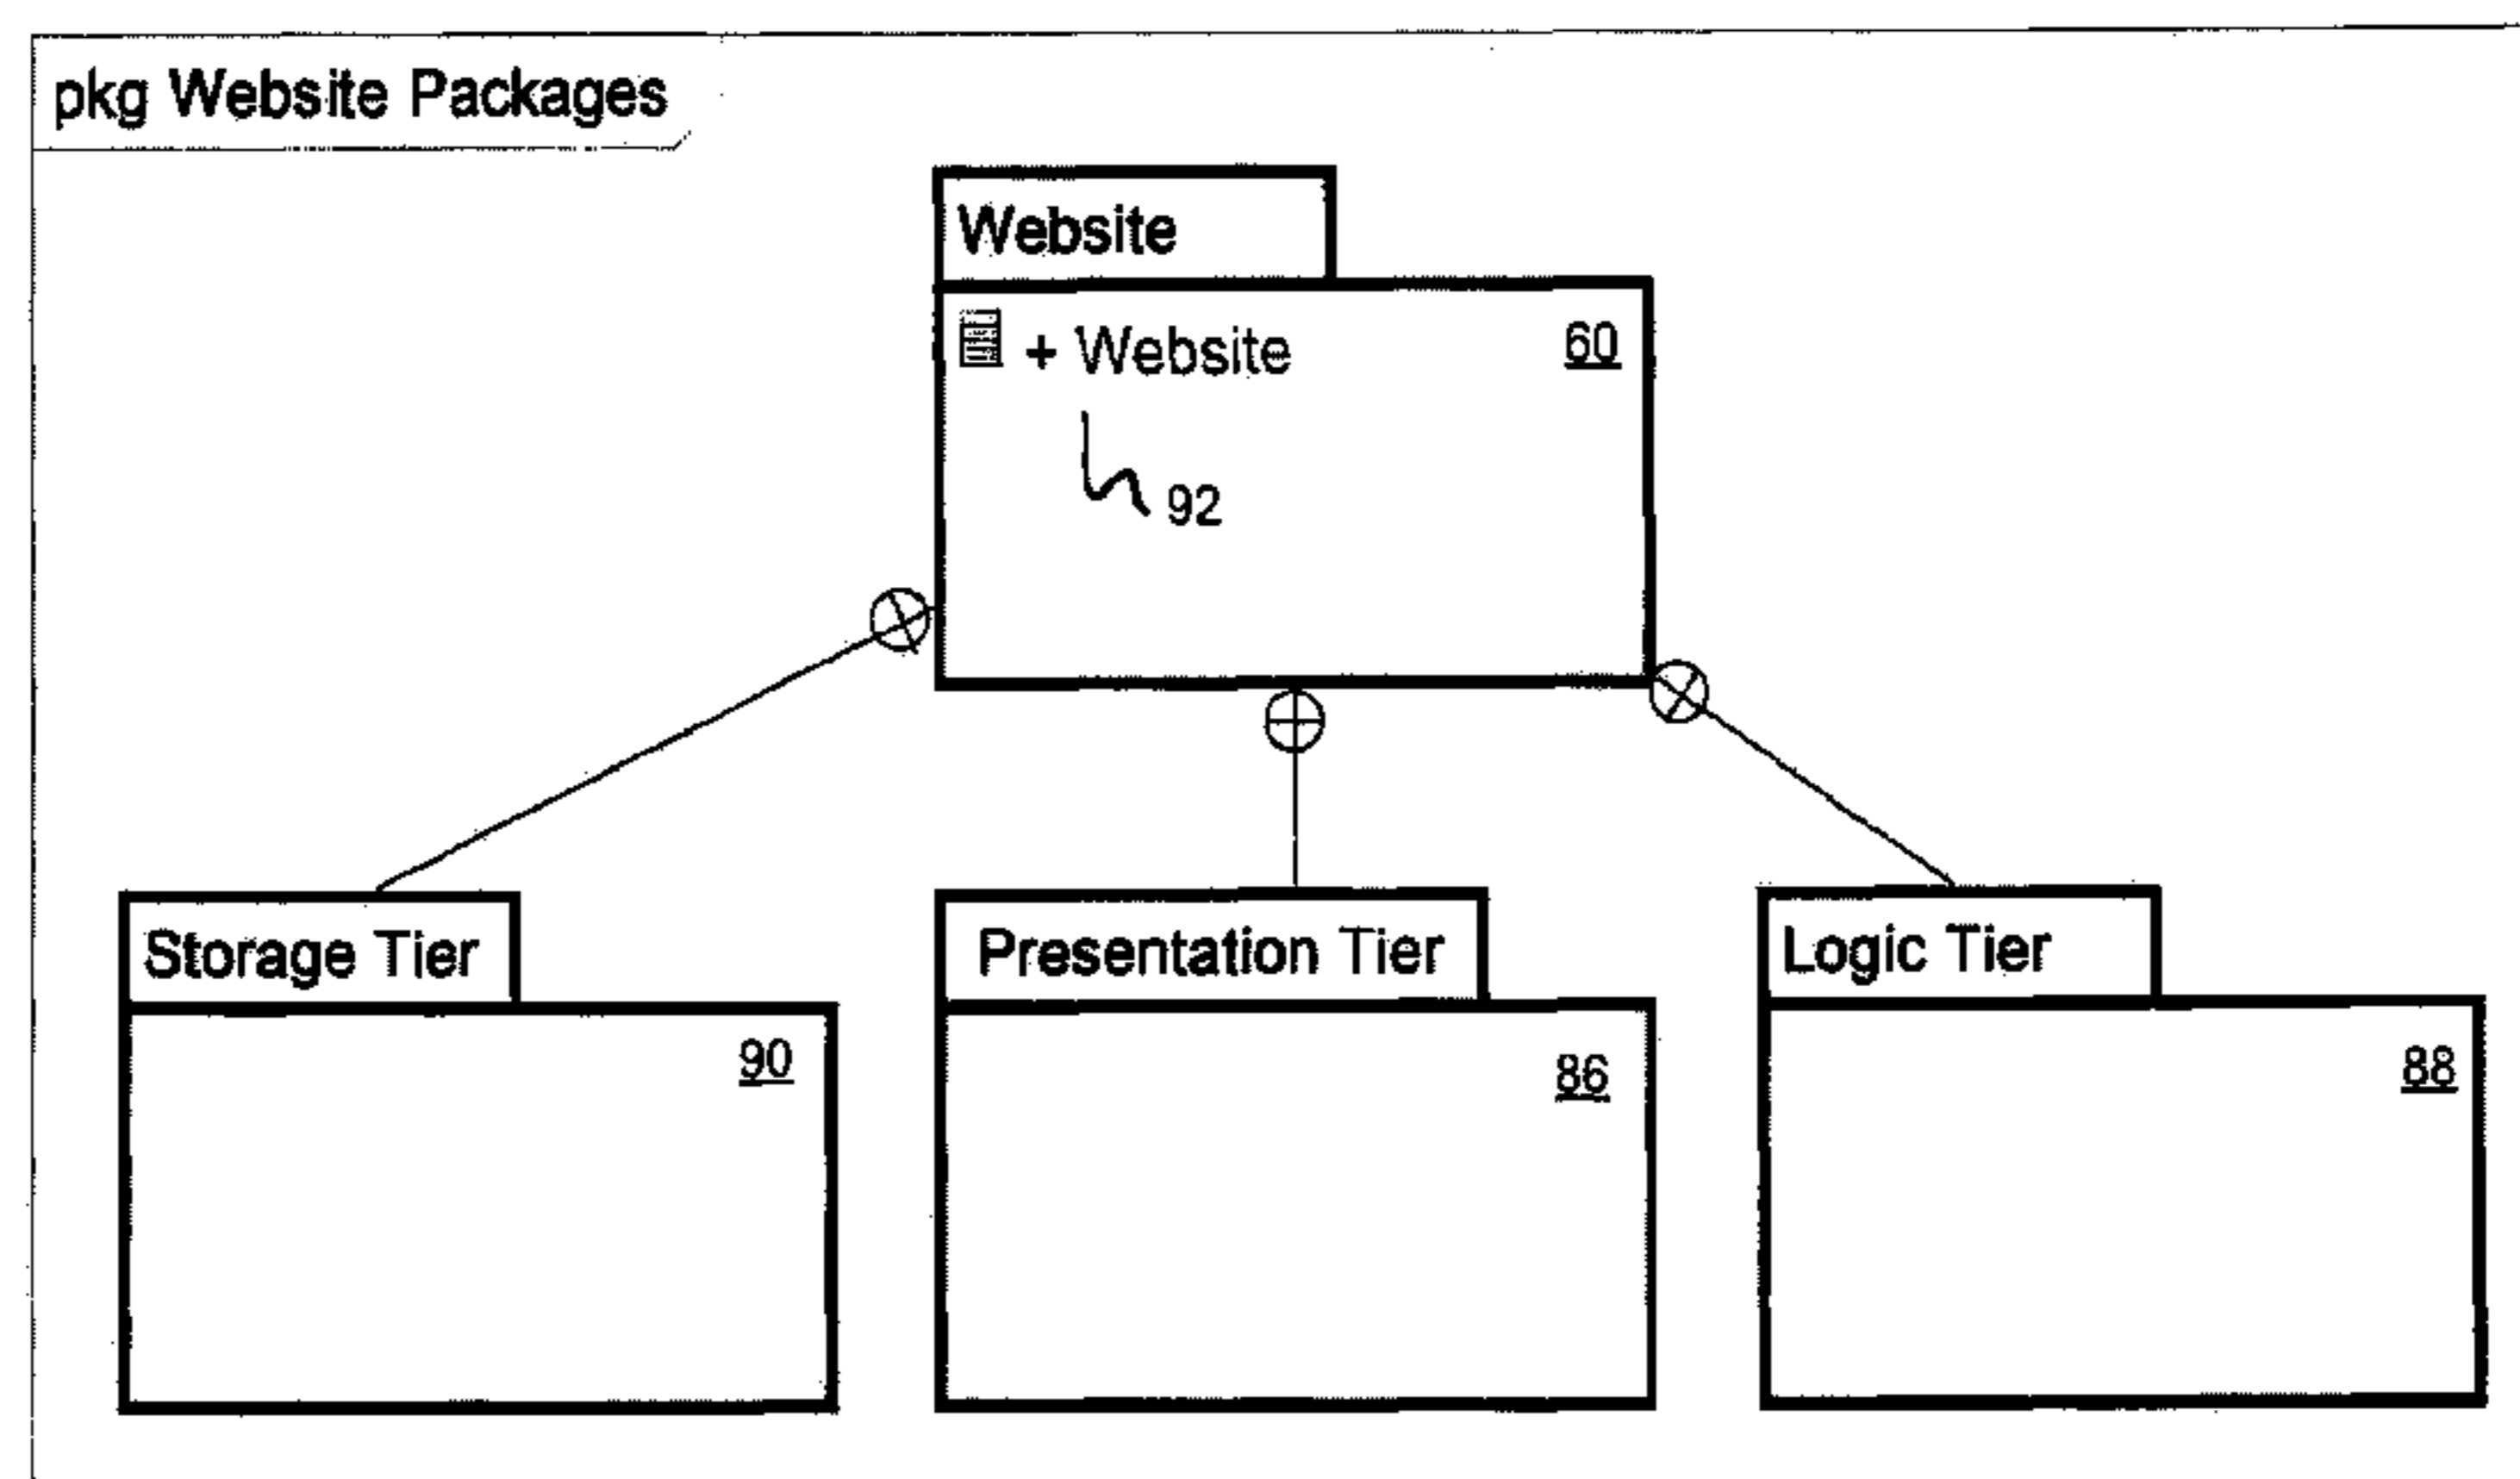 pkg Website Packages
Website
+ Website
60
92
Storage Tier
Presentation Tier
Logic Tier
90
86
88